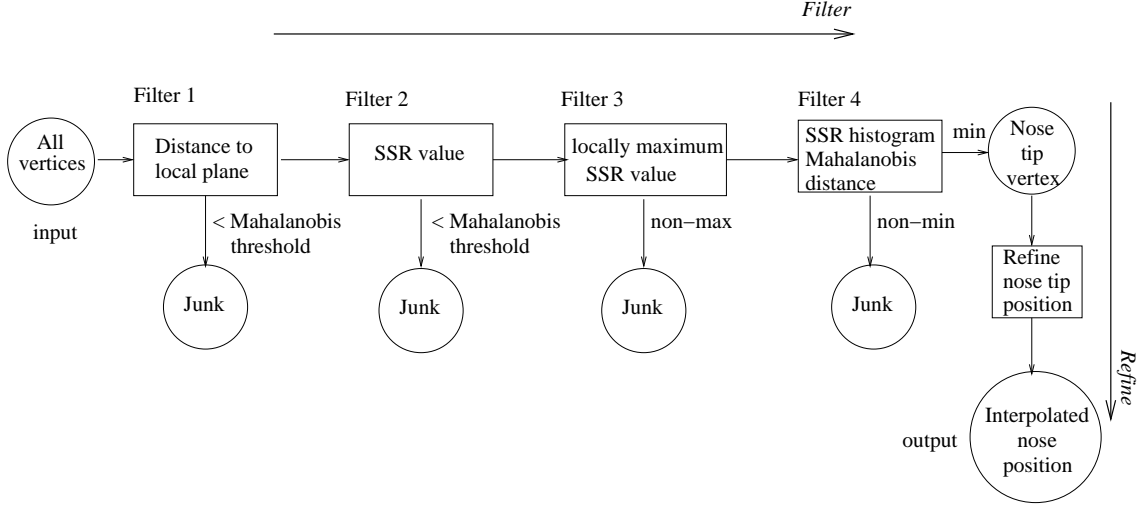 Filter
Filter 1
Filter 2
Filter 3
Filter 4
All
vertices
input
Distance to
local plane
SSR value
locally maximum
SSR value
SSR histogram
Mahalanobis
distance
min
Nose
tip
vertex
< Mahalanobis
threshold
< Mahalanobis
threshold
non−max
non−min
Junk
Junk
Junk
Junk
Refine
nose tip
position
Refine
output
Interpolated
nose
position